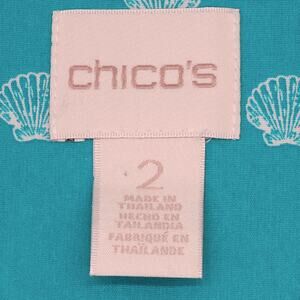 chico's
2
MADE IN
THAILAND
HECHO EN
TAILANDIA
FABRIQUÉ EN
THAÏLANDE